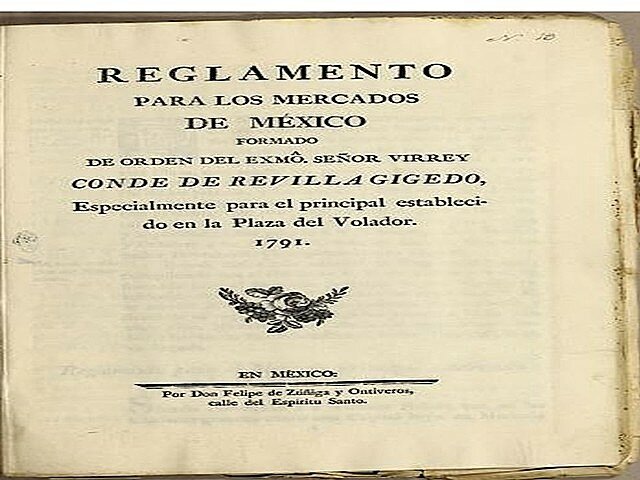 N. 10
REGLAMENTO
PARA LOS MERCADOS
DE MÉXICO
FORMADO
DE ORDEN DEL EXMÔ. SEÑOR VIRREY
CONDE DE REVILLA GIGEDO,
Especialmente para el principal estableci-
do en la Plaza del Volador.
1791.
EN MÉXICO:
Por Don Felipe de Zúñiga y Ontiveros,
calle del Espíritu Santo.